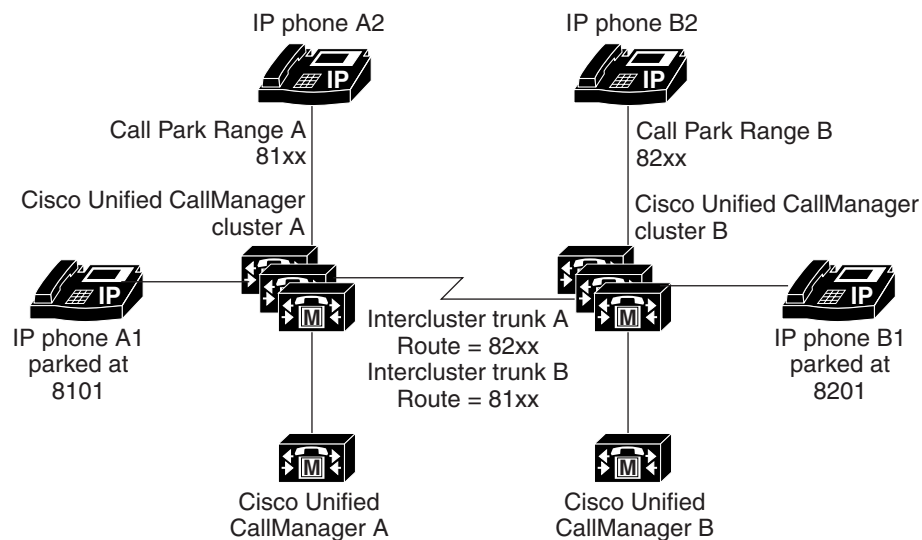 IP phone A2
IP phone B2
IP
IP
Call Park Range A
81xx
Call Park Range B
82xx
Cisco Unified CallManager
cluster A
Cisco Unified CallManager
cluster B
IP
M
M
IP
IP phone A1
parked at
8101
Intercluster trunk A
Route = 82xx
Intercluster trunk B
Route = 81xx
IP phone B1
parked at
8201
M
M
Cisco Unified
CallManager A
Cisco Unified
CallManager B